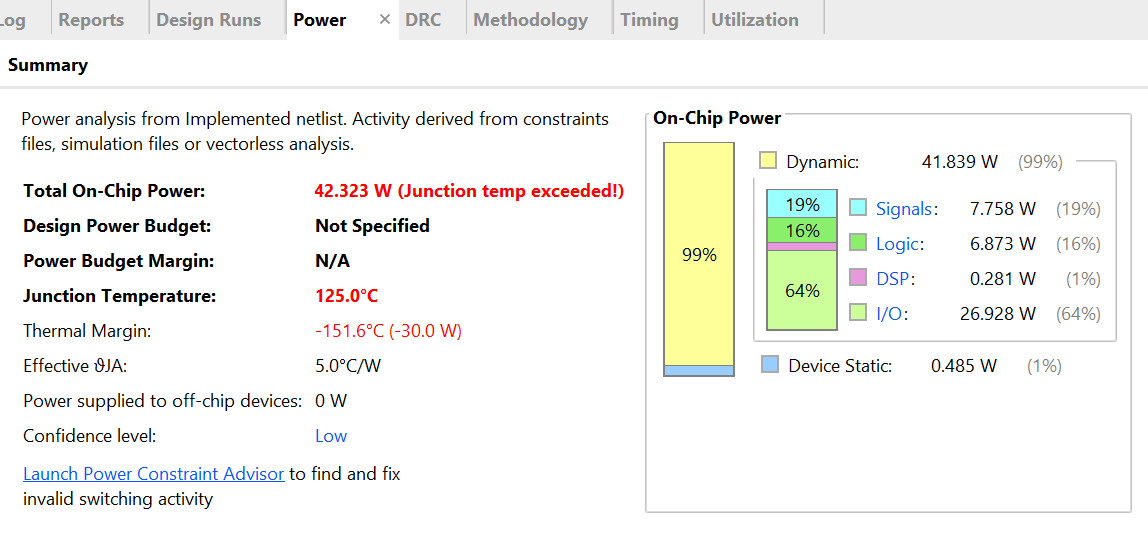 Log Reports Design Runs Power × DRC Methodology Timing Utilization
Summary
Power analysis from Implemented netlist. Activity derived from constraints
files, simulation files or vectorless analysis.
Total On-Chip Power: 42.323 W (Junction temp exceeded!)
Design Power Budget: Not Specified
Power Budget Margin: N/A
Junction Temperature: 125.0°C
Thermal Margin: -151.6°C (-30.0 W)
Effective ϑJA: 5.0°C/W
Power supplied to off-chip devices: 0 W
Confidence level: Low
Launch Power Constraint Advisor to find and fix
invalid switching activity
On-Chip Power
99%
Dynamic: 41.839 W (99%)
19%
16%
64%
Signals: 7.758 W (19%)
Logic: 6.873 W (16%)
DSP: 0.281 W (1%)
I/O: 26.928 W (64%)
Device Static: 0.485 W (1%)